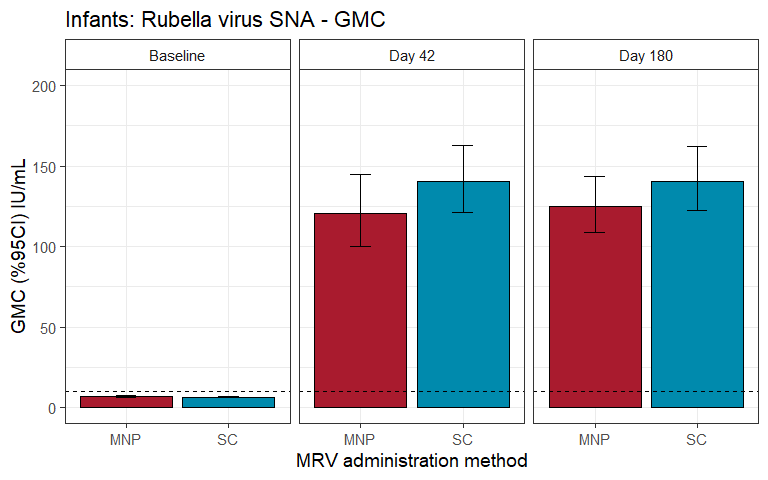 Infants: Rubella virus SNA - GMC
Baseline
Day 42
Day 180
GMC (%95CI) IU/mL
200
150
100
50
0
MNP SC MNP SC MNP SC
MRV administration method